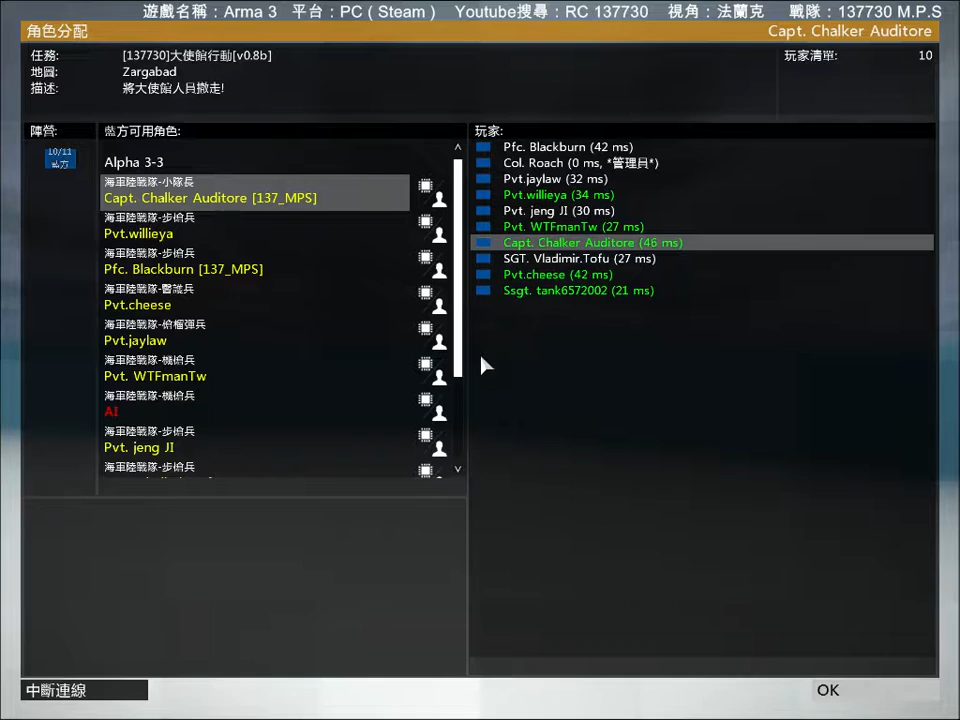 遊戲名稱：Arma 3 平台：PC ( Steam ) Youtube搜尋：RC 137730 視角：法蘭克 戰隊：137730 M.P.S
角色分配 Capt. Chalker Auditore
任務: [137730]大使館行動[v0.8b] 玩家清單: 10
地圖: Zargabad
描述: 將大使館人員撤走!
陣營: 藍方可用角色: 玩家:
10/11
藍方
Alpha 3-3
海軍陸戰隊-小隊長
Capt. Chalker Auditore [137_MPS]
海軍陸戰隊-步槍兵
Pvt.willieya
海軍陸戰隊-步槍兵
Pfc. Blackburn [137_MPS]
海軍陸戰隊-醫護兵
Pvt.cheese
海軍陸戰隊-榴彈兵
Pvt.jaylaw
海軍陸戰隊-機槍兵
Pvt. WTFmanTw
海軍陸戰隊-機槍兵
AI
海軍陸戰隊-步槍兵
Pvt. jeng JI
海軍陸戰隊-步槍兵
Pfc. Blackburn (42 ms)
Col. Roach (0 ms, *管理員*)
Pvt.jaylaw (32 ms)
Pvt.willieya (34 ms)
Pvt. jeng JI (30 ms)
Pvt. WTFmanTw (27 ms)
Capt. Chalker Auditore (46 ms)
SGT. Vladimir.Tofu (27 ms)
Pvt.cheese (42 ms)
Ssgt. tank6572002 (21 ms)
中斷連線 OK